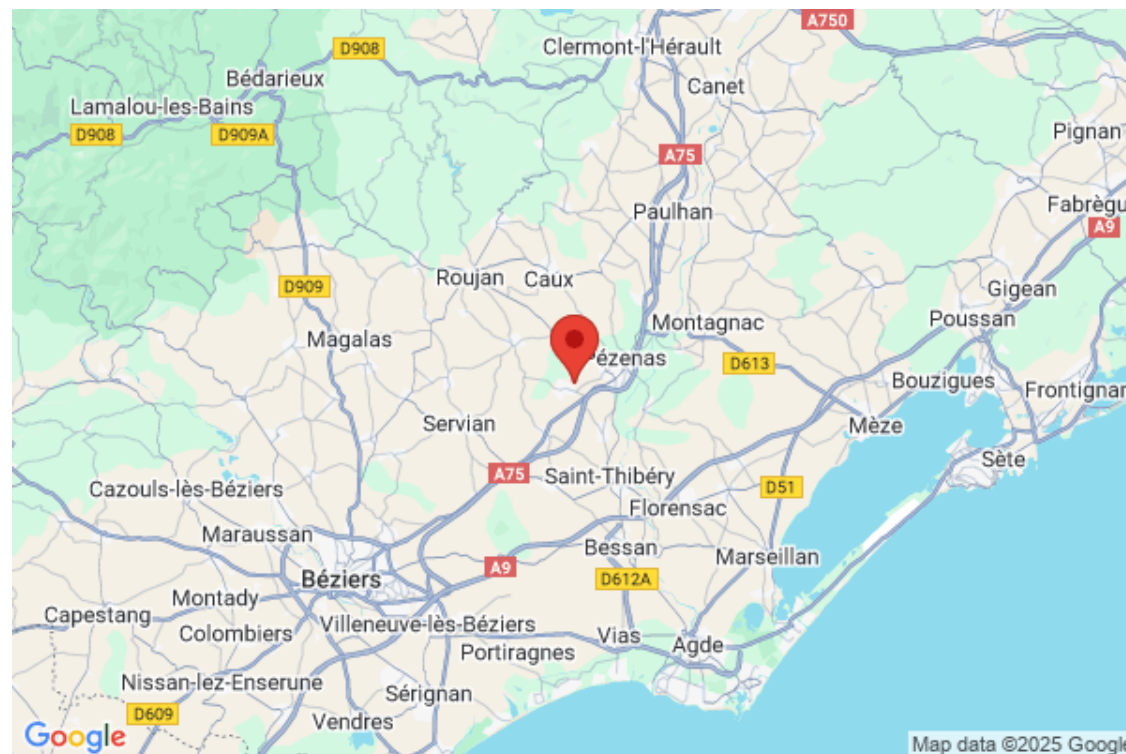 A750
Clermont-l'Hérault
D908
Bédarieux
Canet
Lamalou-les-Bains
D908
D909A
Pignan
A75
Paulhan
Fabrègu
A9
Roujan
Caux
D909
Gigean
Poussan
Montagnac
Magalas
Pézenas
D613
Bouzigues
Frontignan
Servian
Mèze
Sète
A75
Saint-Thibéry
D51
Cazouls-lès-Béziers
Florensac
Maraussan
Bessan
Marseillan
A9
Béziers
D612A
Montady
Capestang
Colombiers
Villeneuve-lès-Béziers
Vias
Agde
Portiragnes
Nissan-lez-Enserune
Sérignan
D609
Vendres
Google
Map data ©2025 Google